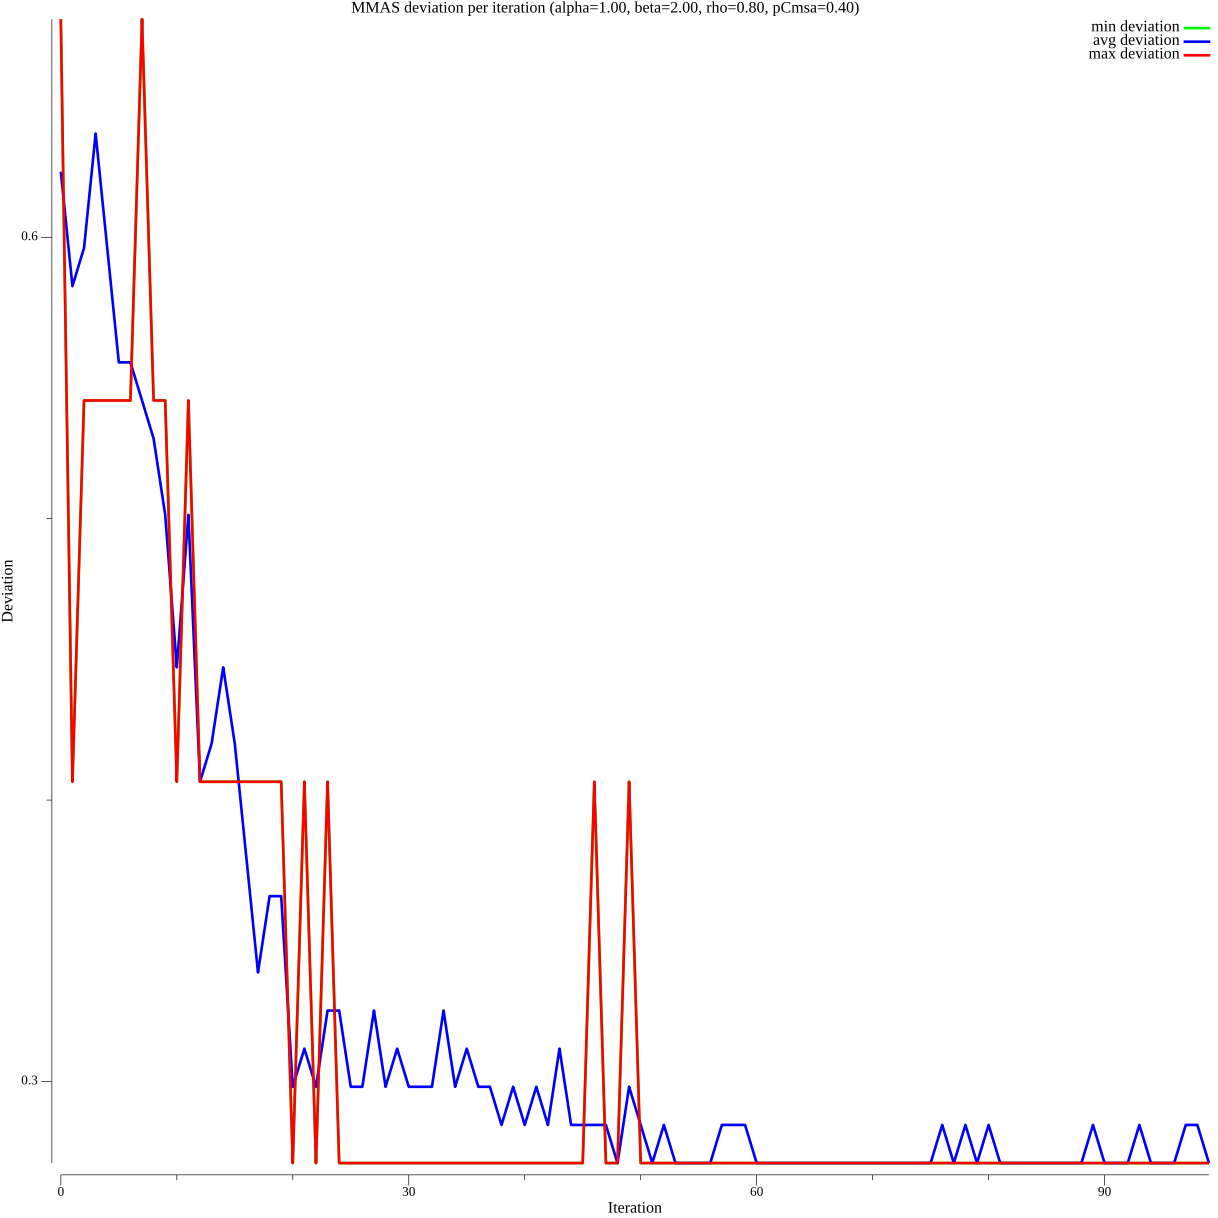 MMAS deviation per iteration (alpha=1.00, beta=2.00, rho=0.80, pCmsa=0.40)
min deviation
avg deviation
max deviation
0.6
Deviation
0.3
0 30 60 90
Iteration